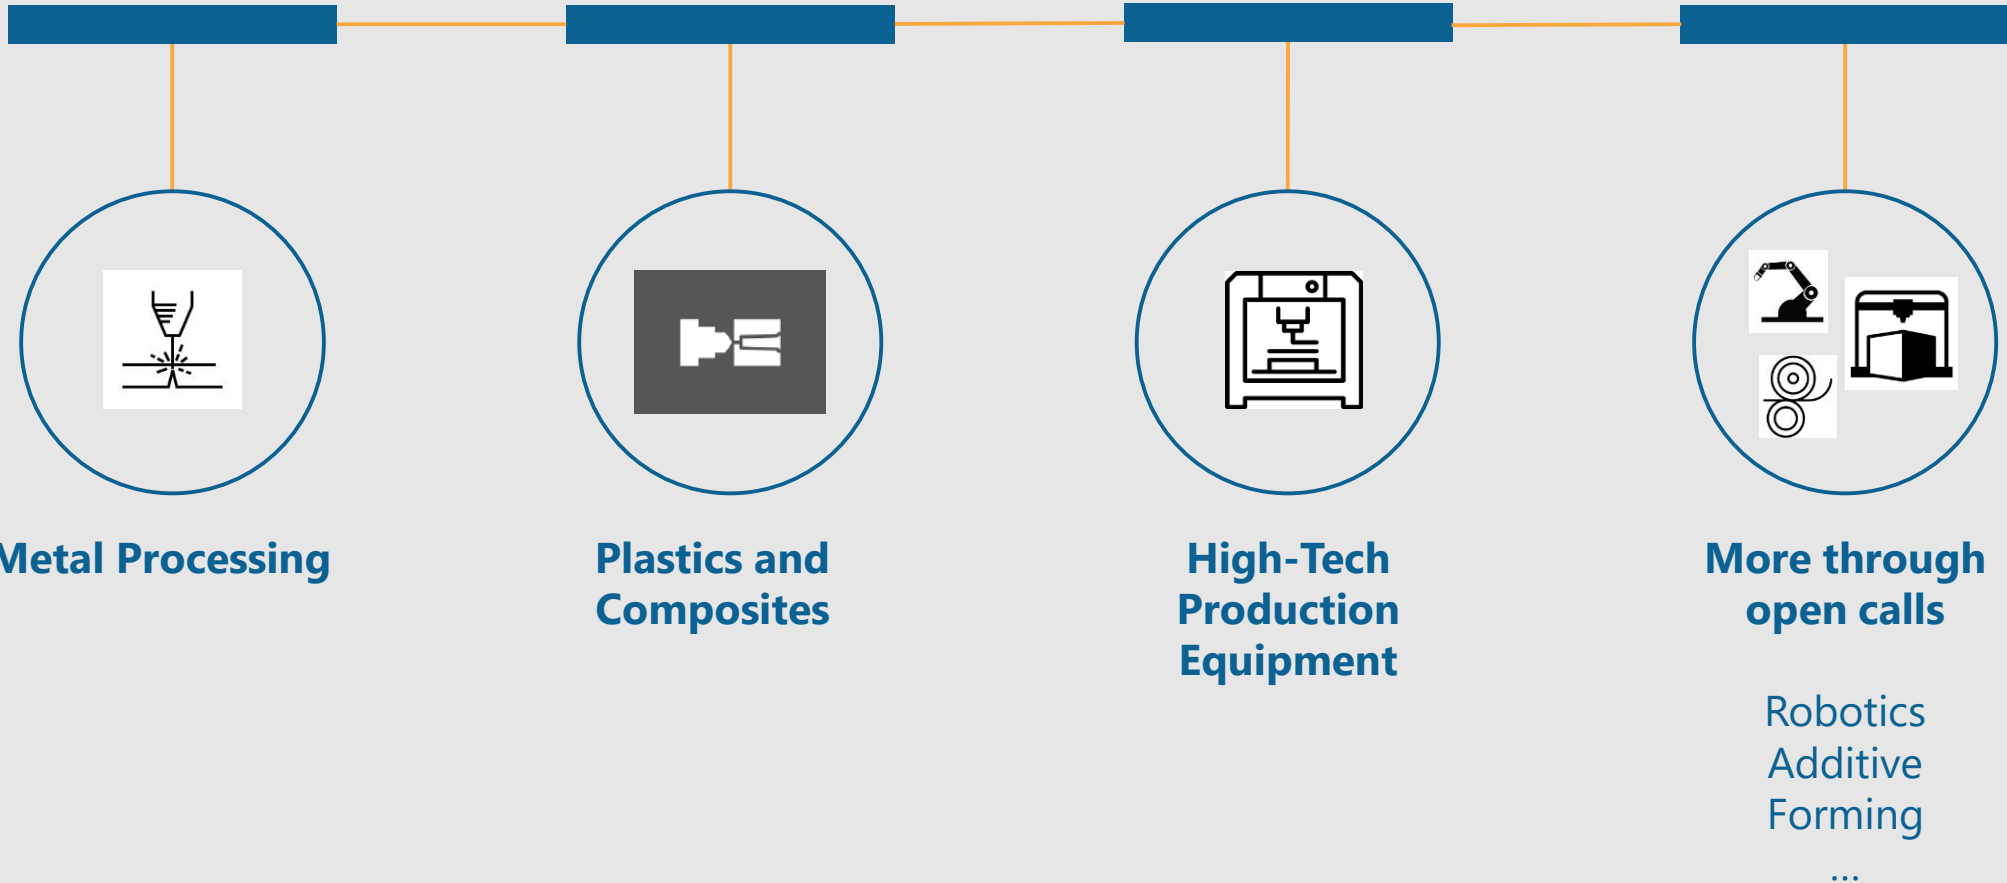 Metal Processing
Plastics and
Composites
High-Tech
Production
Equipment
More through
open calls
Robotics
Additive
Forming
...